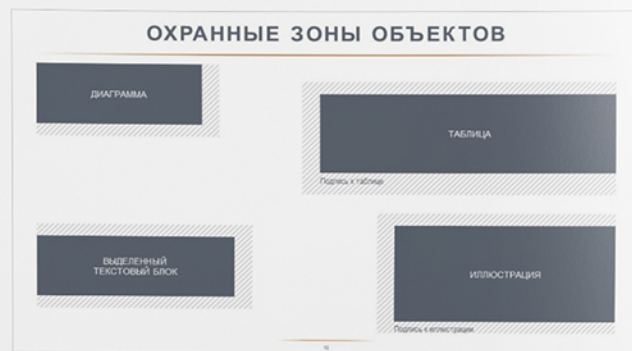 ОХРАННЫЕ ЗОНЫ ОБЪЕКТОВ
ДИАГРАММА
ТАБЛИЦА
Подпись к таблице
ВЫДЕЛЕННЫЙ
ТЕКСТОВЫЙ БЛОК
ИЛЛЮСТРАЦИЯ
Подпись к иллюстрации